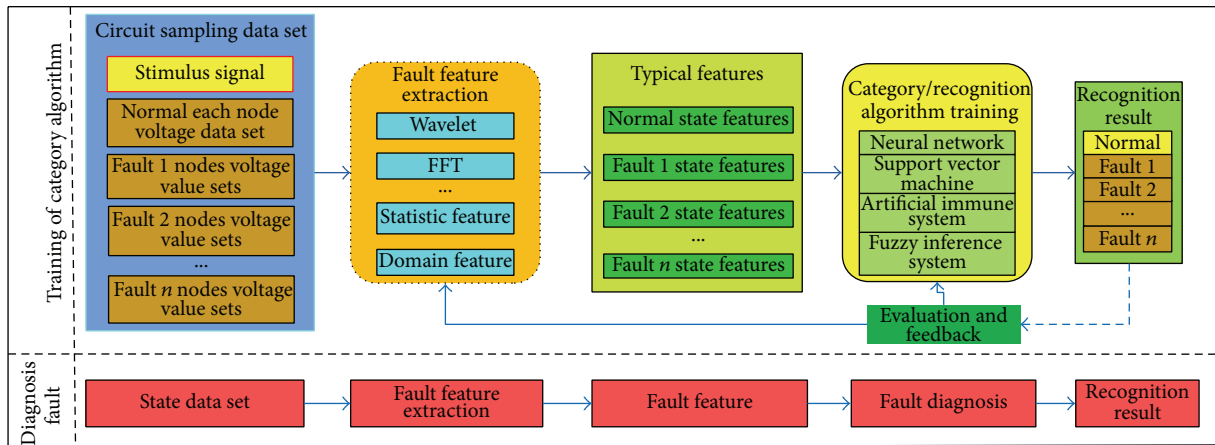 Training of category algorithm
Circuit sampling data set
Stimulus signal
Normal each node
voltage data set
Fault 1 nodes voltage
value sets
Fault 2 nodes voltage
value sets
...
Fault n nodes voltage
value sets
Fault feature
extraction
Wavelet
FFT
...
Statistic feature
Domain feature
Typical features
Normal state features
Fault 1 state features
Fault 2 state features
...
Fault n state features
Category/recognition
algorithm training
Neural network
Support vector
machine
Artificial immune
system
Fuzzy inference
system
Recognition
result
Normal
Fault 1
Fault 2
...
Fault n
Evaluation and
feedback
Diagnosis
fault
State data set
Fault feature
extraction
Fault feature
Fault diagnosis
Recognition
result